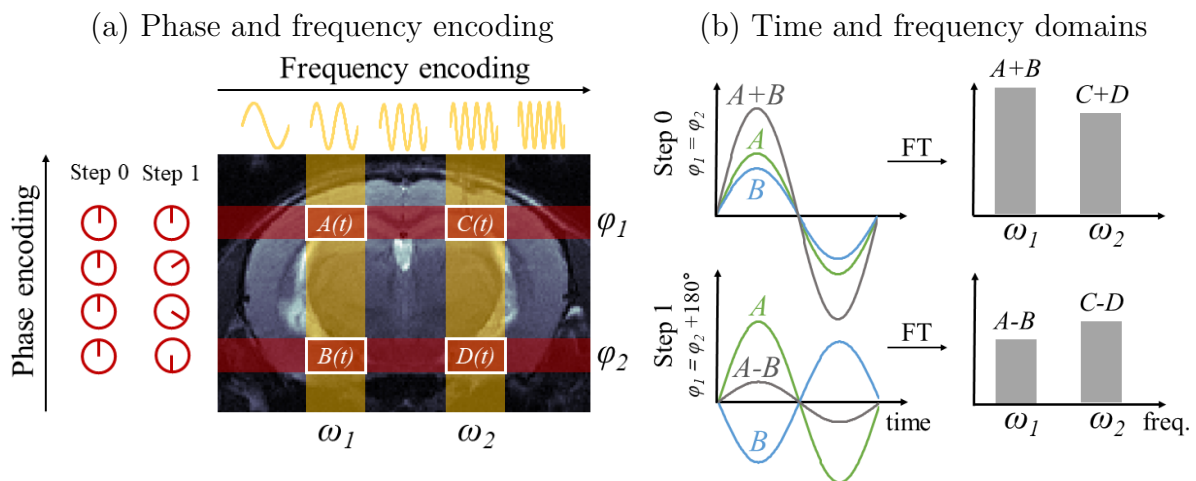 (a) Phase and frequency encoding
Frequency encoding
Phase encoding
Step 0 Step 1
A(t) C(t) φ1
B(t) D(t) φ2
ω1 ω2
(b) Time and frequency domains
Step 0
φ1 = φ2
A+B
A
B
FT
A+B
C+D
ω1 ω2
Step 1
φ1 = φ2 +180°
A
A-B
B
time
FT
A-B
C-D
ω1 ω2 freq.